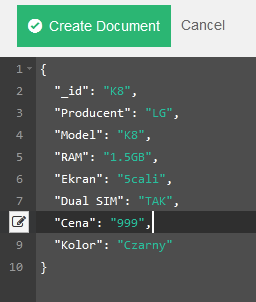 Create Document Cancel
1 {
2 "_id": "K8",
3 "Producent": "LG",
4 "Model": "K8",
5 "RAM": "1.5GB",
6 "Ekran": "5cali",
7 "Dual SIM": "TAK",
"Cena": "999",
9 "Kolor": "Czarny"
10 }